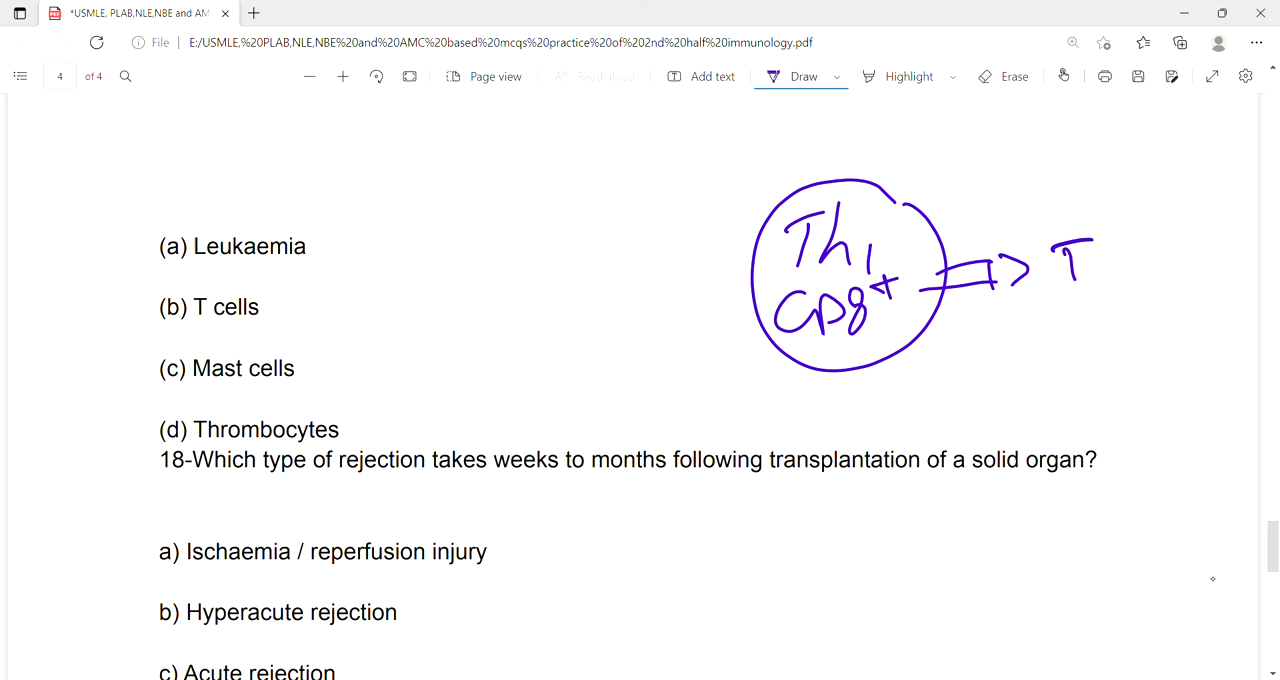 *USMLE, PLAB,NLE,NBE and AM
File
E:/USMLE,%20PLAB,NLE,NBE%20and%20AMC%20based%20mcqs%20practice%20of%202nd%20half%20immunology.pdf
4 of 4
Page view
Read aloud
Add text
Draw
Highlight
Erase
Th1
CD8+
T
(a) Leukaemia
(b) T cells
(c) Mast cells
(d) Thrombocytes
18-Which type of rejection takes weeks to months following transplantation of a solid organ?
a) Ischaemia / reperfusion injury
b) Hyperacute rejection
c) Acute rejection